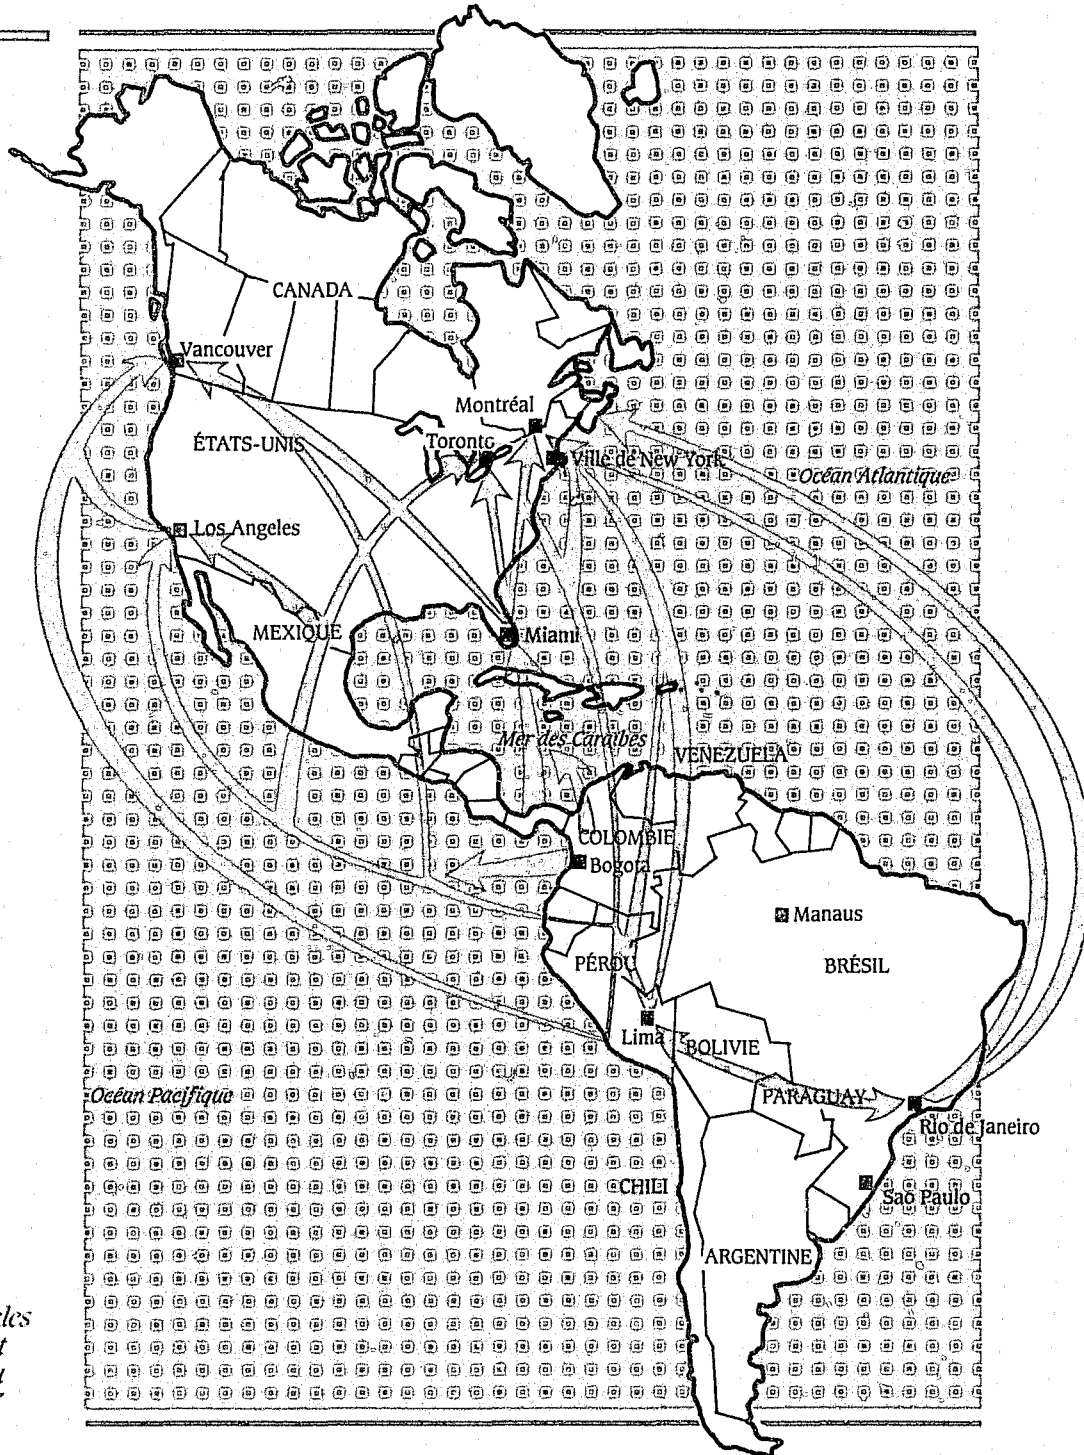 CANADA
Vancouver
Montréal
ÉTATS-UNIS
Toronto
Ville de New York
Océan Atlantique
Los Angeles
MEXIQUE
Miami
Mer des Caraïbes
VENEZUELA
COLOMBIE
Bogota
Manaus
PÉROU
BRÉSIL
Lima
BOLIVIE
Océan Pacifique
PARAGUAY
Rio de Janeiro
CHILI
Sao Paulo
ARGENTINE